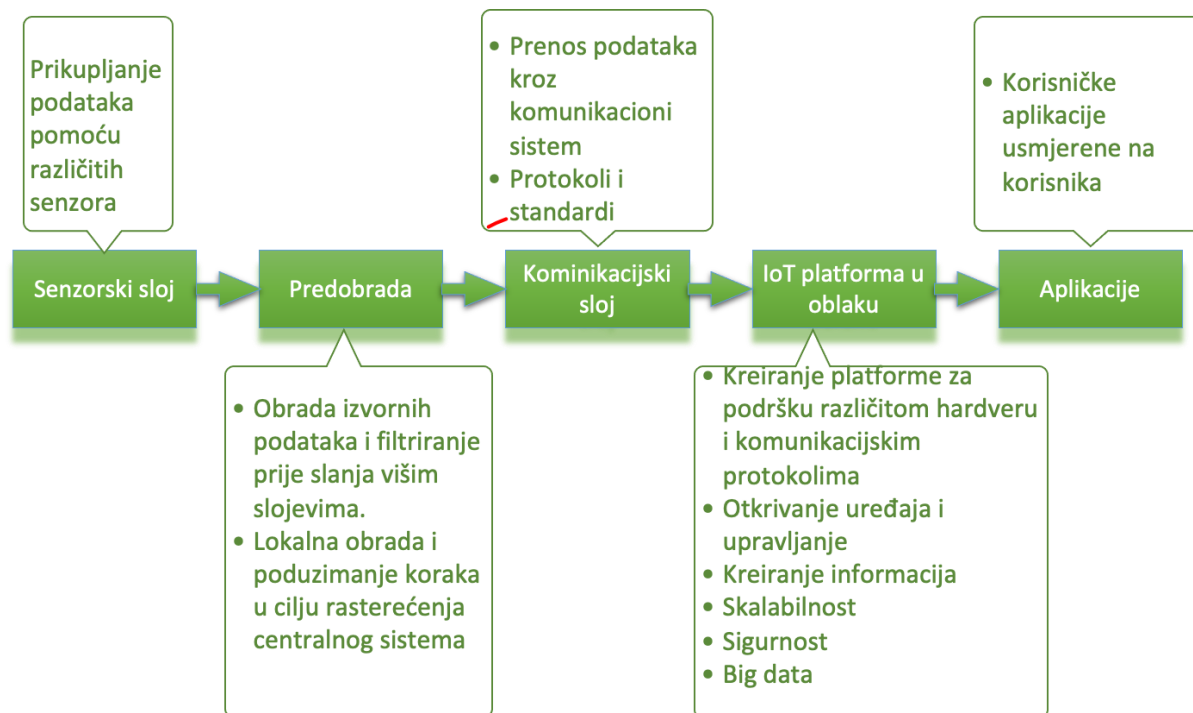 Prikupljanje
podataka
pomoću
različitih
senzora
• Prenos podataka
kroz
komunikacioni
sistem
• Protokoli i
standardi
• Korisničke
aplikacije
usmjerene na
korisnika
Senzorski sloj
Predobrada
Kominikacijski
sloj
IoT platforma u
oblaku
Aplikacije
• Obrada izvornih
podataka i filtriranje
prije slanja višim
slojevima.
• Lokalna obrada i
poduzimanje koraka
u cilju rasterećenja
centralnog sistema
• Kreiranje platforme za
podršku različitom hardveru
i komunikacijskim
protokolima
• Otkrivanje uređaja i
upravljanje
• Kreiranje informacija
• Skalabilnost
• Sigurnost
• Big data